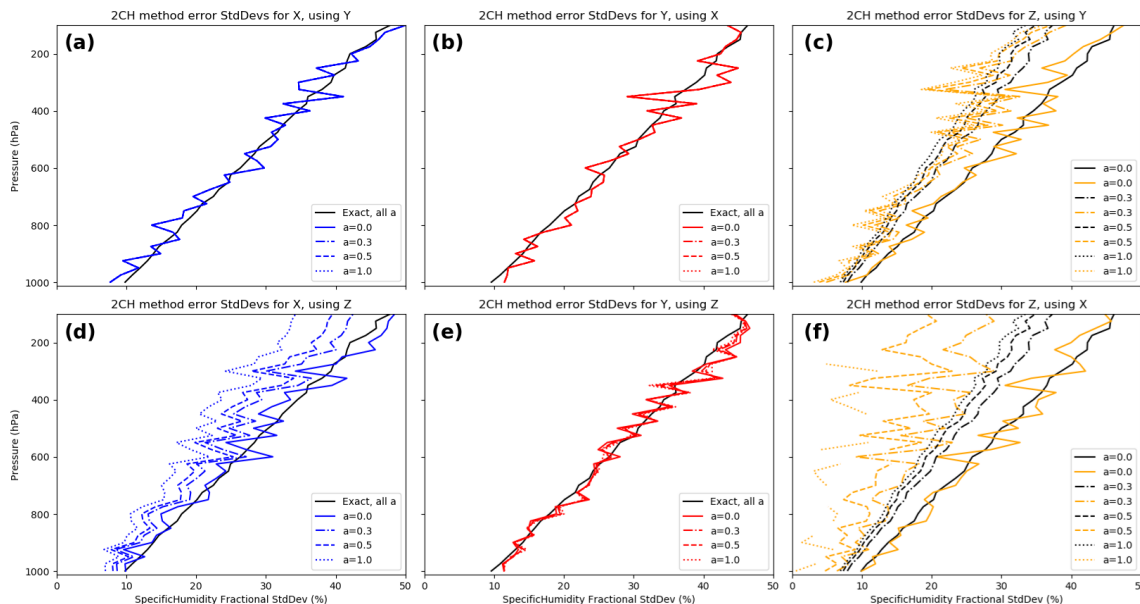 2CH method error StdDevs for X, using Y
2CH method error StdDevs for Y, using X
2CH method error StdDevs for Z, using Y
(a)
(b)
(c)
Pressure (hPa)
200
400
600
800
1000
Exact, all a
a=0.0
a=0.3
a=0.5
a=1.0
Exact, all a
a=0.0
a=0.3
a=0.5
a=1.0
a=0.0
a=0.0
a=0.3
a=0.3
a=0.5
a=0.5
a=1.0
a=1.0
2CH method error StdDevs for X, using Z
2CH method error StdDevs for Y, using Z
2CH method error StdDevs for Z, using X
(d)
(e)
(f)
Pressure (hPa)
200
400
600
800
1000
Exact, all a
a=0.0
a=0.3
a=0.5
a=1.0
Exact, all a
a=0.0
a=0.3
a=0.5
a=1.0
a=0.0
a=0.0
a=0.3
a=0.3
a=0.5
a=0.5
a=1.0
a=1.0
0 10 20 30 40 50
0 10 20 30 40 50
0 10 20 30 40 50
SpecificHumidity Fractional StdDev (%)
SpecificHumidity Fractional StdDev (%)
SpecificHumidity Fractional StdDev (%)